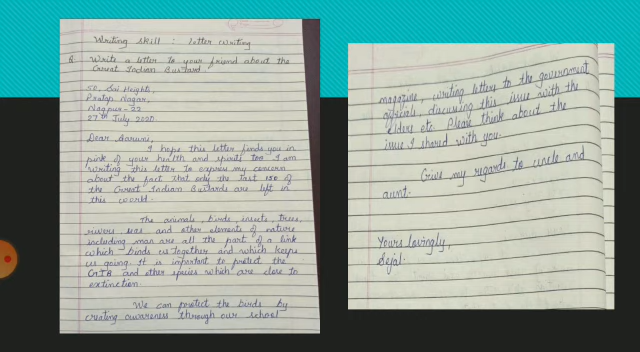 Writing skill : letter writing
Q. Write a letter to your friend about the
Great Indian Bustard.
50, Sai Heights,
Pratap Nagar,
Nagpur-22
27th July 2020
Dear Baruni,
I hope this letter finds you in
pink of your health and spirits too. I am
writing this letter to express my concern
about the fact that only the last 150 of
the Great Indian Bustards are left in
this world.
The animals, birds, insects, trees,
rivers, seas and other elements of nature
including man are all the part of a link
which binds us together and which keeps
us going. It is important to protect the
GIB and other species which are close to
extinction.
We can protect the birds by
creating awareness through our school
magazine, writing letters to the government
officials, discussing this issue with the
elders etc. Please think about the
issue I shared with you.
Give my regards to uncle and
aunt.
Yours lovingly,
Sejal.